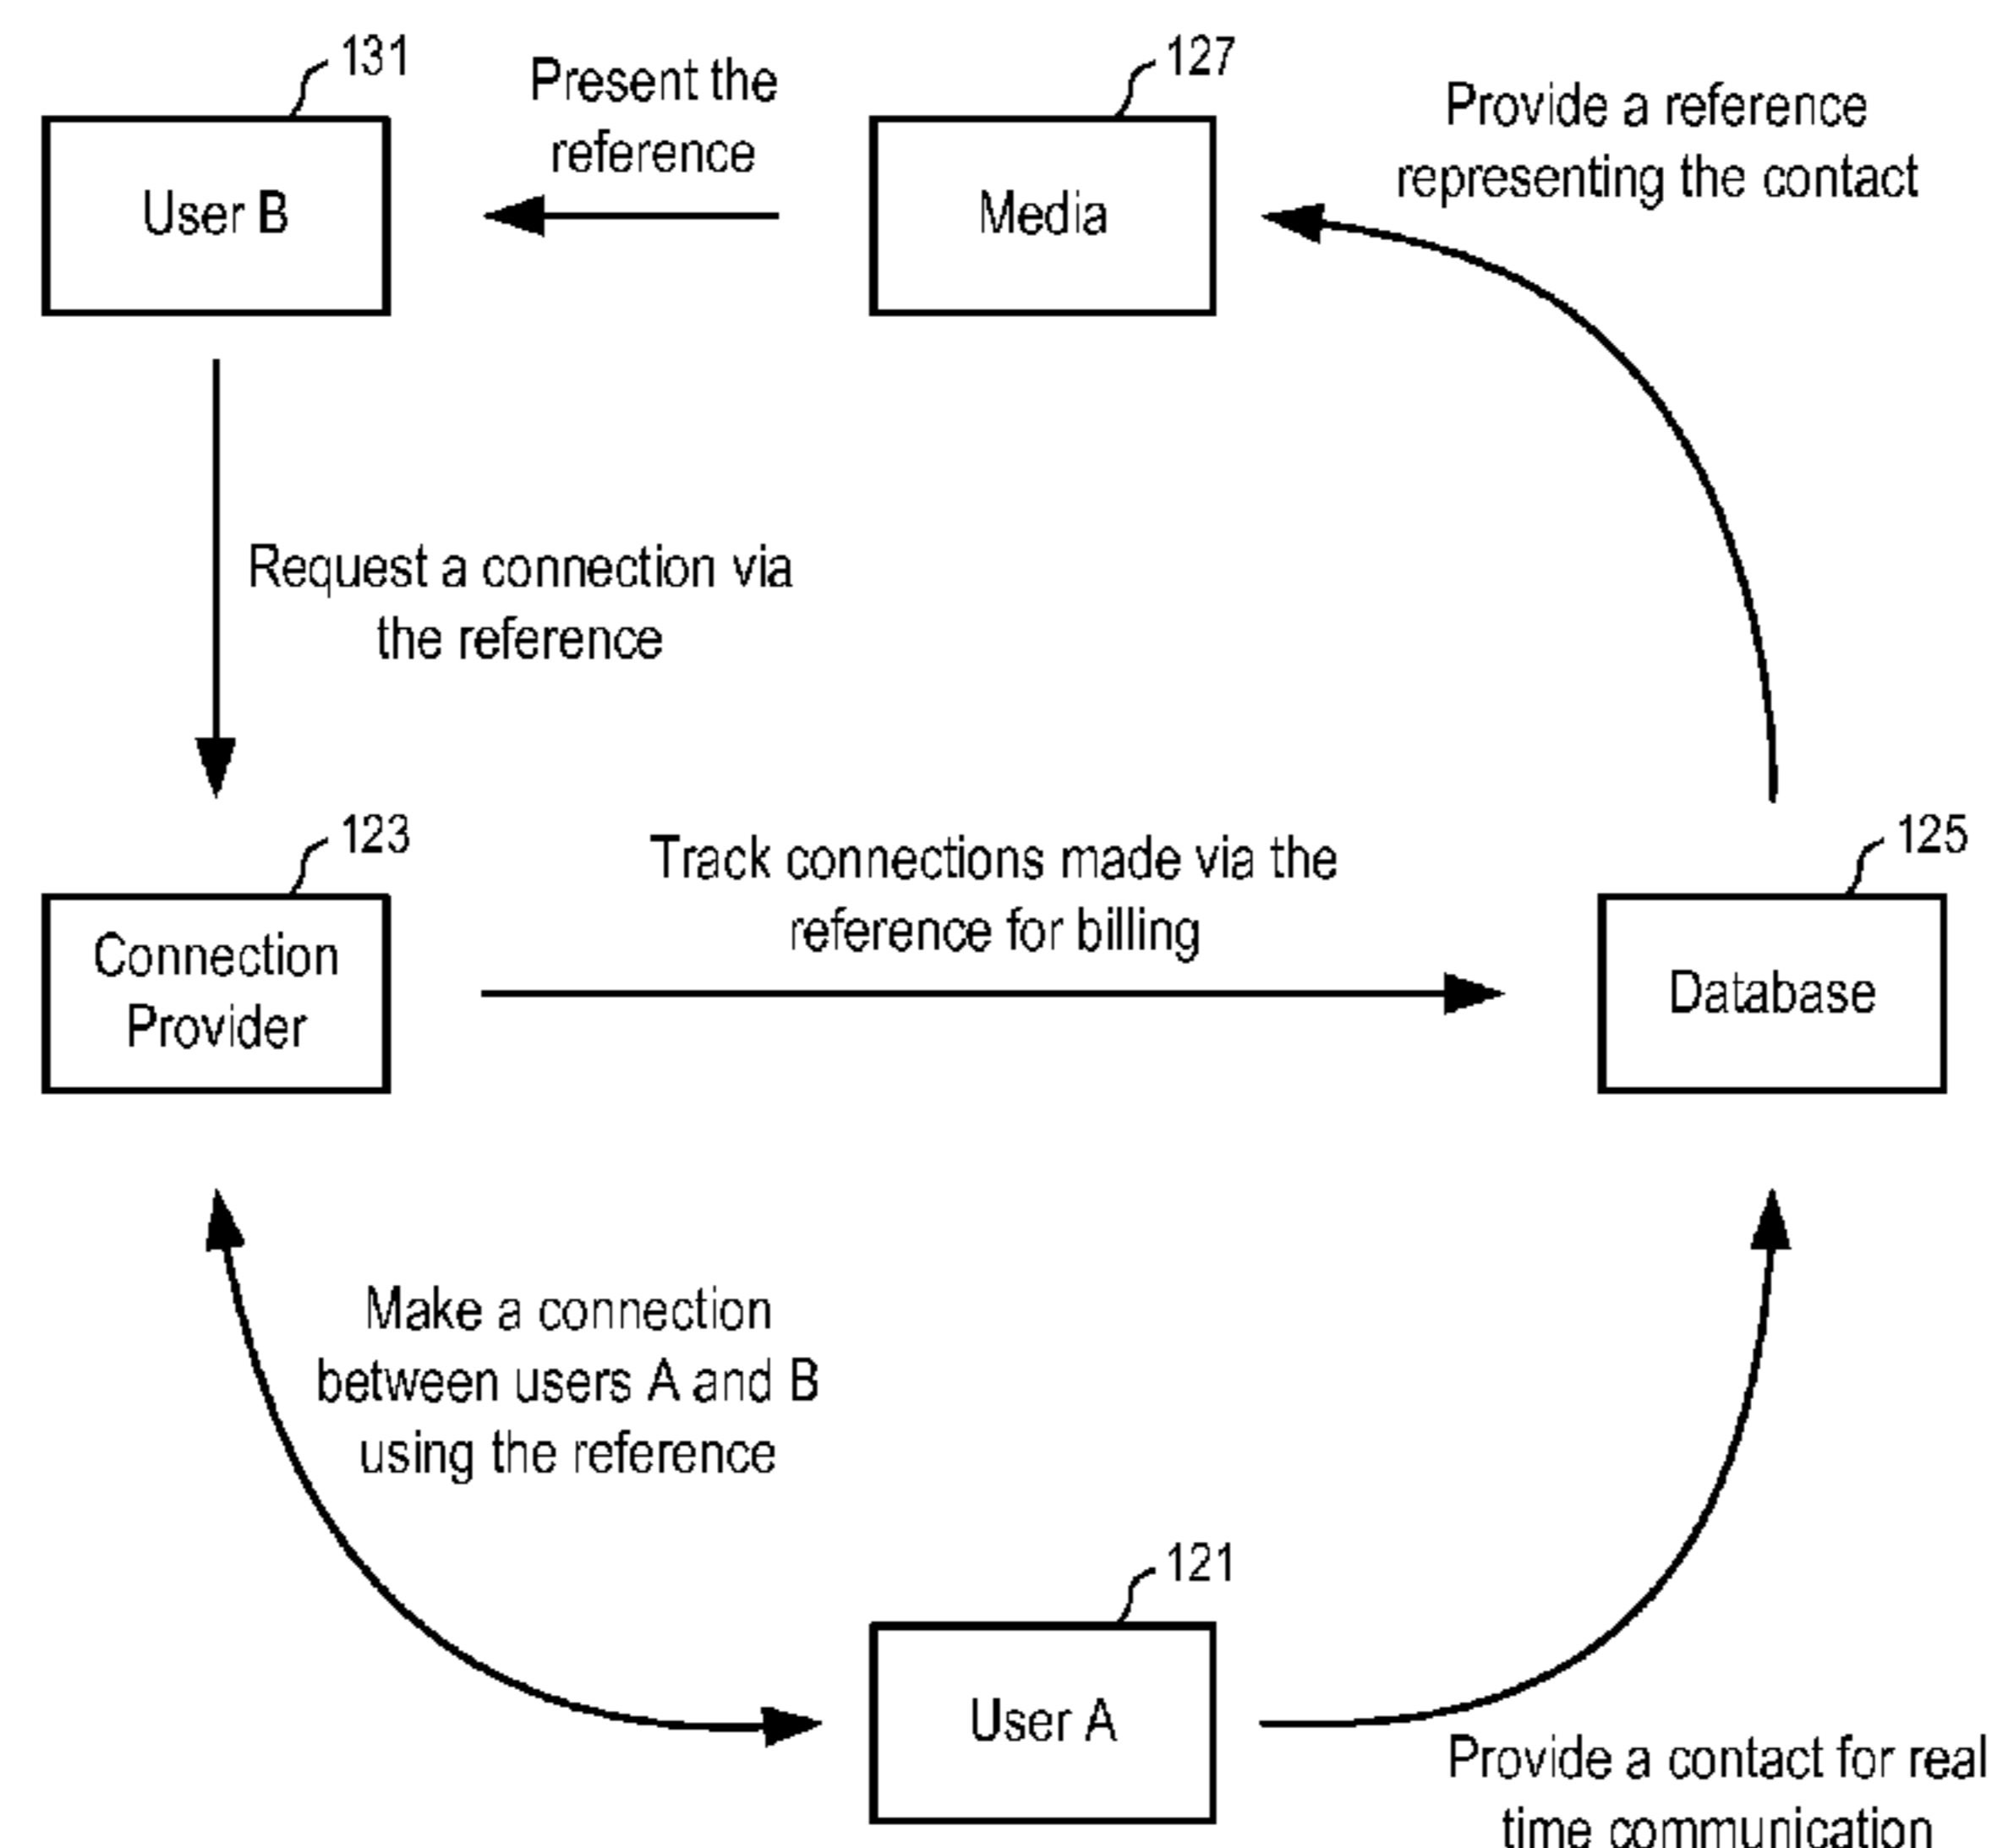 131
Present the
reference
127
Provide a reference
representing the contact
User B
Media
Request a connection via
the reference
123
Track connections made via the
reference for billing
125
Connection
Provider
Database
Make a connection
between users A and B
using the reference
121
User A
Provide a contact for real
time communication